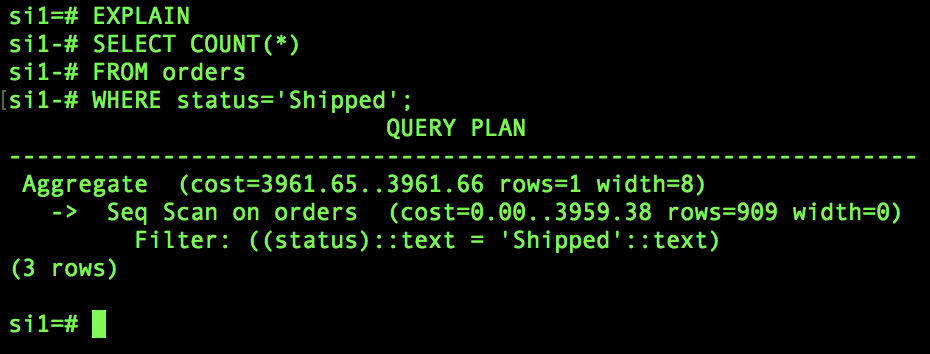 si1=# EXPLAIN
si1-# SELECT COUNT(*)
si1-# FROM orders
[si1-# WHERE status='Shipped';
QUERY PLAN
-----------------------------------------------------------------
Aggregate  (cost=3961.65..3961.66 rows=1 width=8)
->  Seq Scan on orders  (cost=0.00..3959.38 rows=909 width=0)
Filter: ((status)::text = 'Shipped'::text)
(3 rows)
si1=#